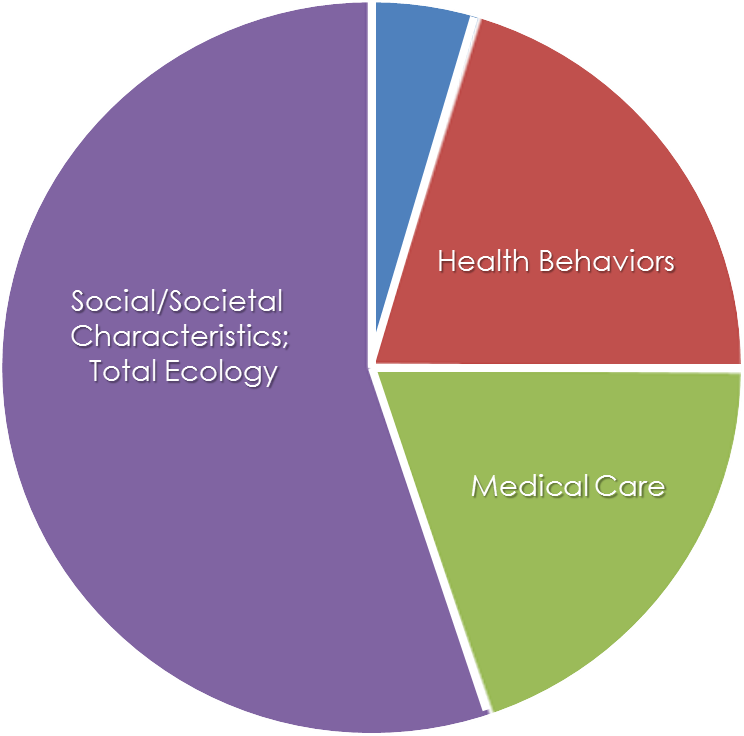 Health Behaviors
Social/Societal
Characteristics;
Total Ecology
Medical Care